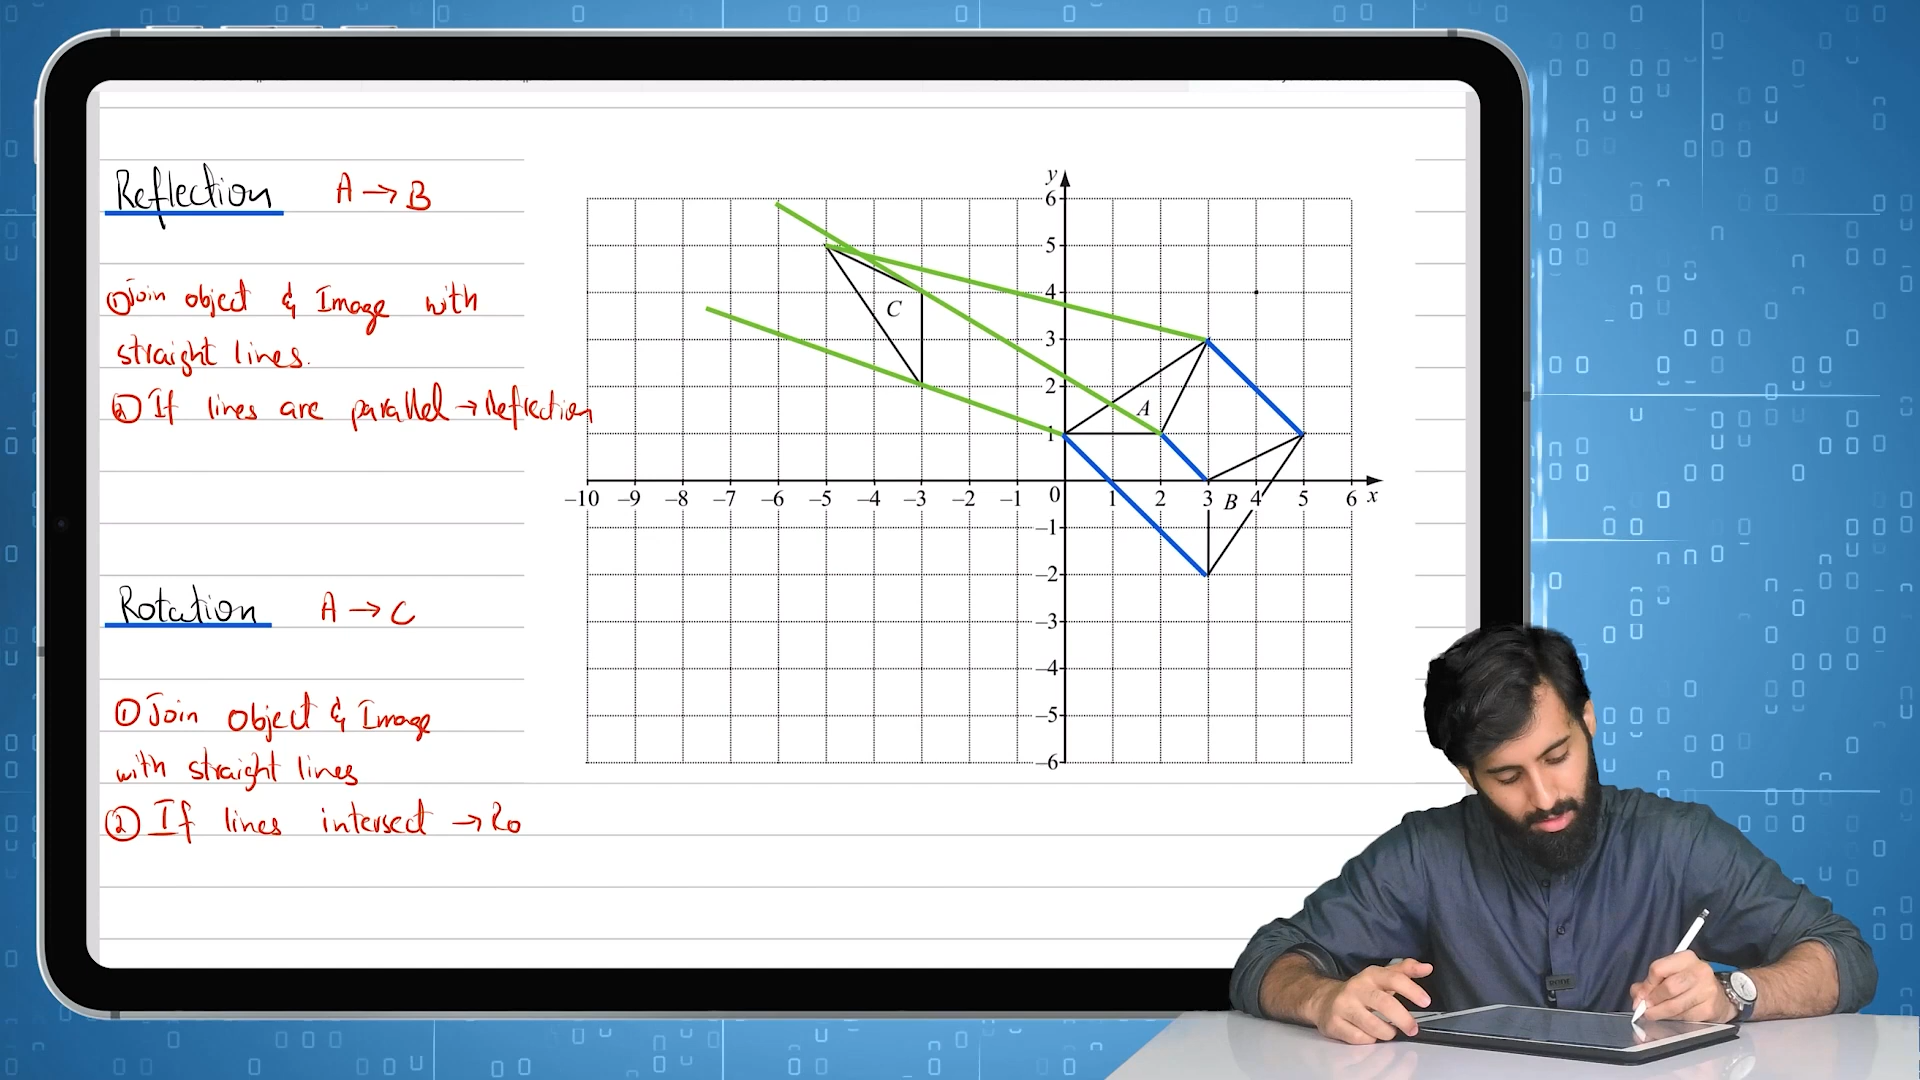 Reflection A → B
① Join object & Image with
straight lines.
② If lines are parallel → Reflection
Rotation A → C
① Join object & Image
with straight lines
② If lines intersect → Ro
y
6
5
4
3
2
1
–10 –9 –8 –7 –6 –5 –4 –3 –2 –1 0 1 2 3 4 5 6 x
–1
–2
–3
–4
–5
–6
C
A
B